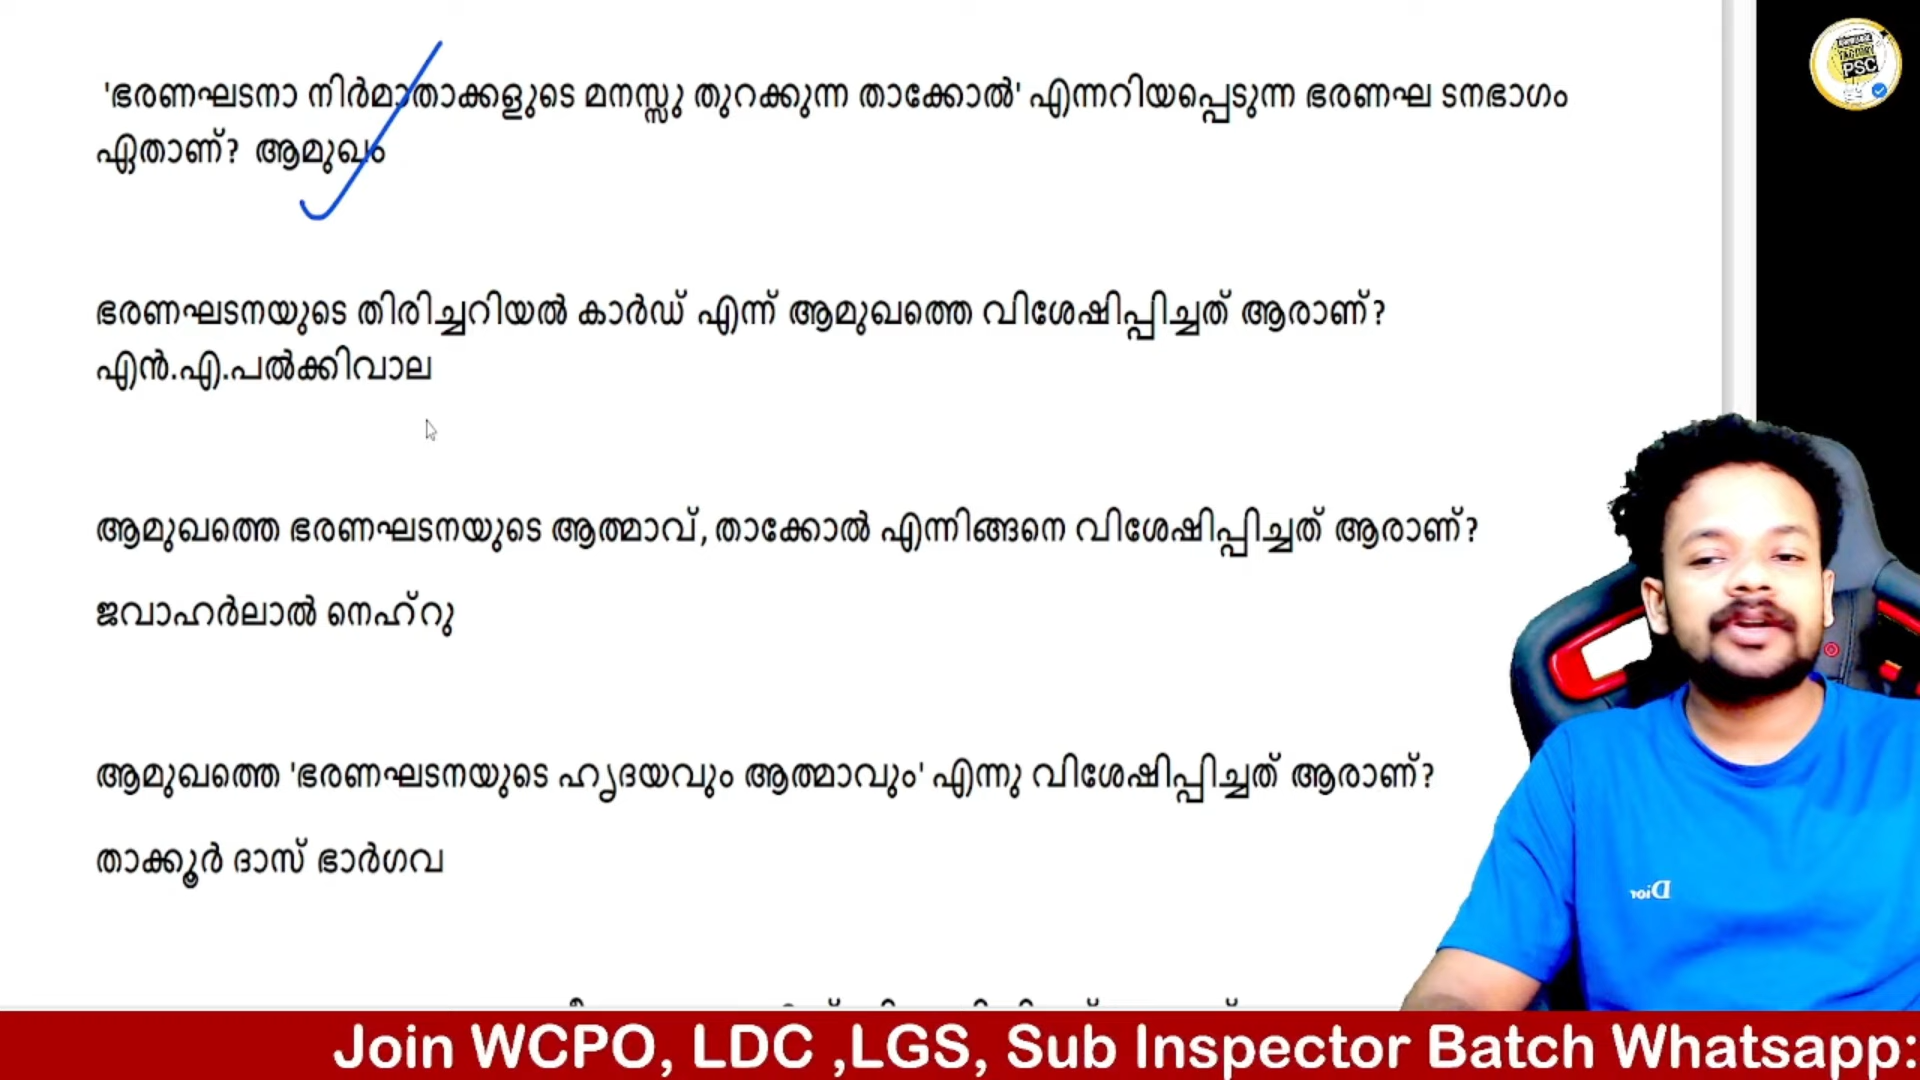 'ഭരണഘടനാ നിർമാതാക്കളുടെ മനസ്സു തുറക്കുന്ന താക്കോൽ' എന്നറിയപ്പെടുന്ന ഭരണഘ ടനഭാഗം
ഏതാണ്? ആമുഖം
ഭരണഘടനയുടെ തിരിച്ചറിയൽ കാർഡ് എന്ന് ആമുഖത്തെ വിശേഷിപ്പിച്ചത് ആരാണ്?
എൻ.എ.പൽക്കിവാല
ആമുഖത്തെ ഭരണഘടനയുടെ ആത്മാവ്, താക്കോൽ എന്നിങ്ങനെ വിശേഷിപ്പിച്ചത് ആരാണ്?
ജവാഹർലാൽ നെഹ്റു
ആമുഖത്തെ 'ഭരണഘടനയുടെ ഹൃദയവും ആത്മാവും' എന്നു വിശേഷിപ്പിച്ചത് ആരാണ്?
താക്കൂർ ദാസ് ഭാർഗവ
PSC
Dior
Join WCPO, LDC ,LGS, Sub Inspector Batch Whatsapp: